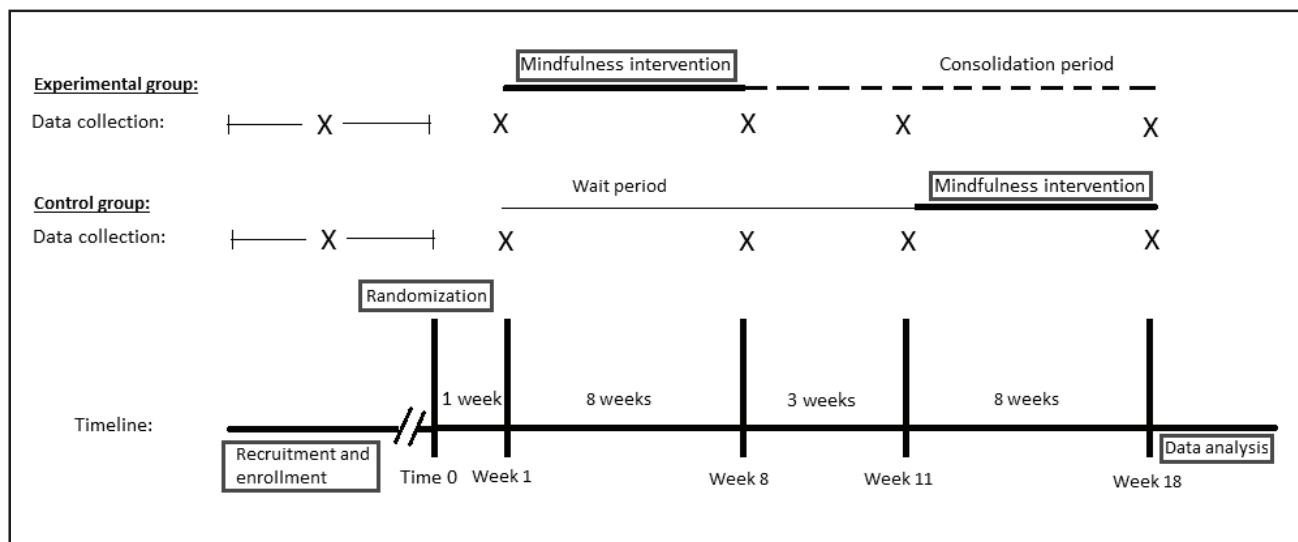 Mindfulness intervention Consolidation period
Experimental group:
Data collection: X X X X X
Wait period Mindfulness intervention
Control group:
Data collection: X X X X X
Randomization
1 week 8 weeks 3 weeks 8 weeks
Timeline:
Recruitment and
enrollment
Time 0 Week 1 Week 8 Week 11 Week 18
Data analysis